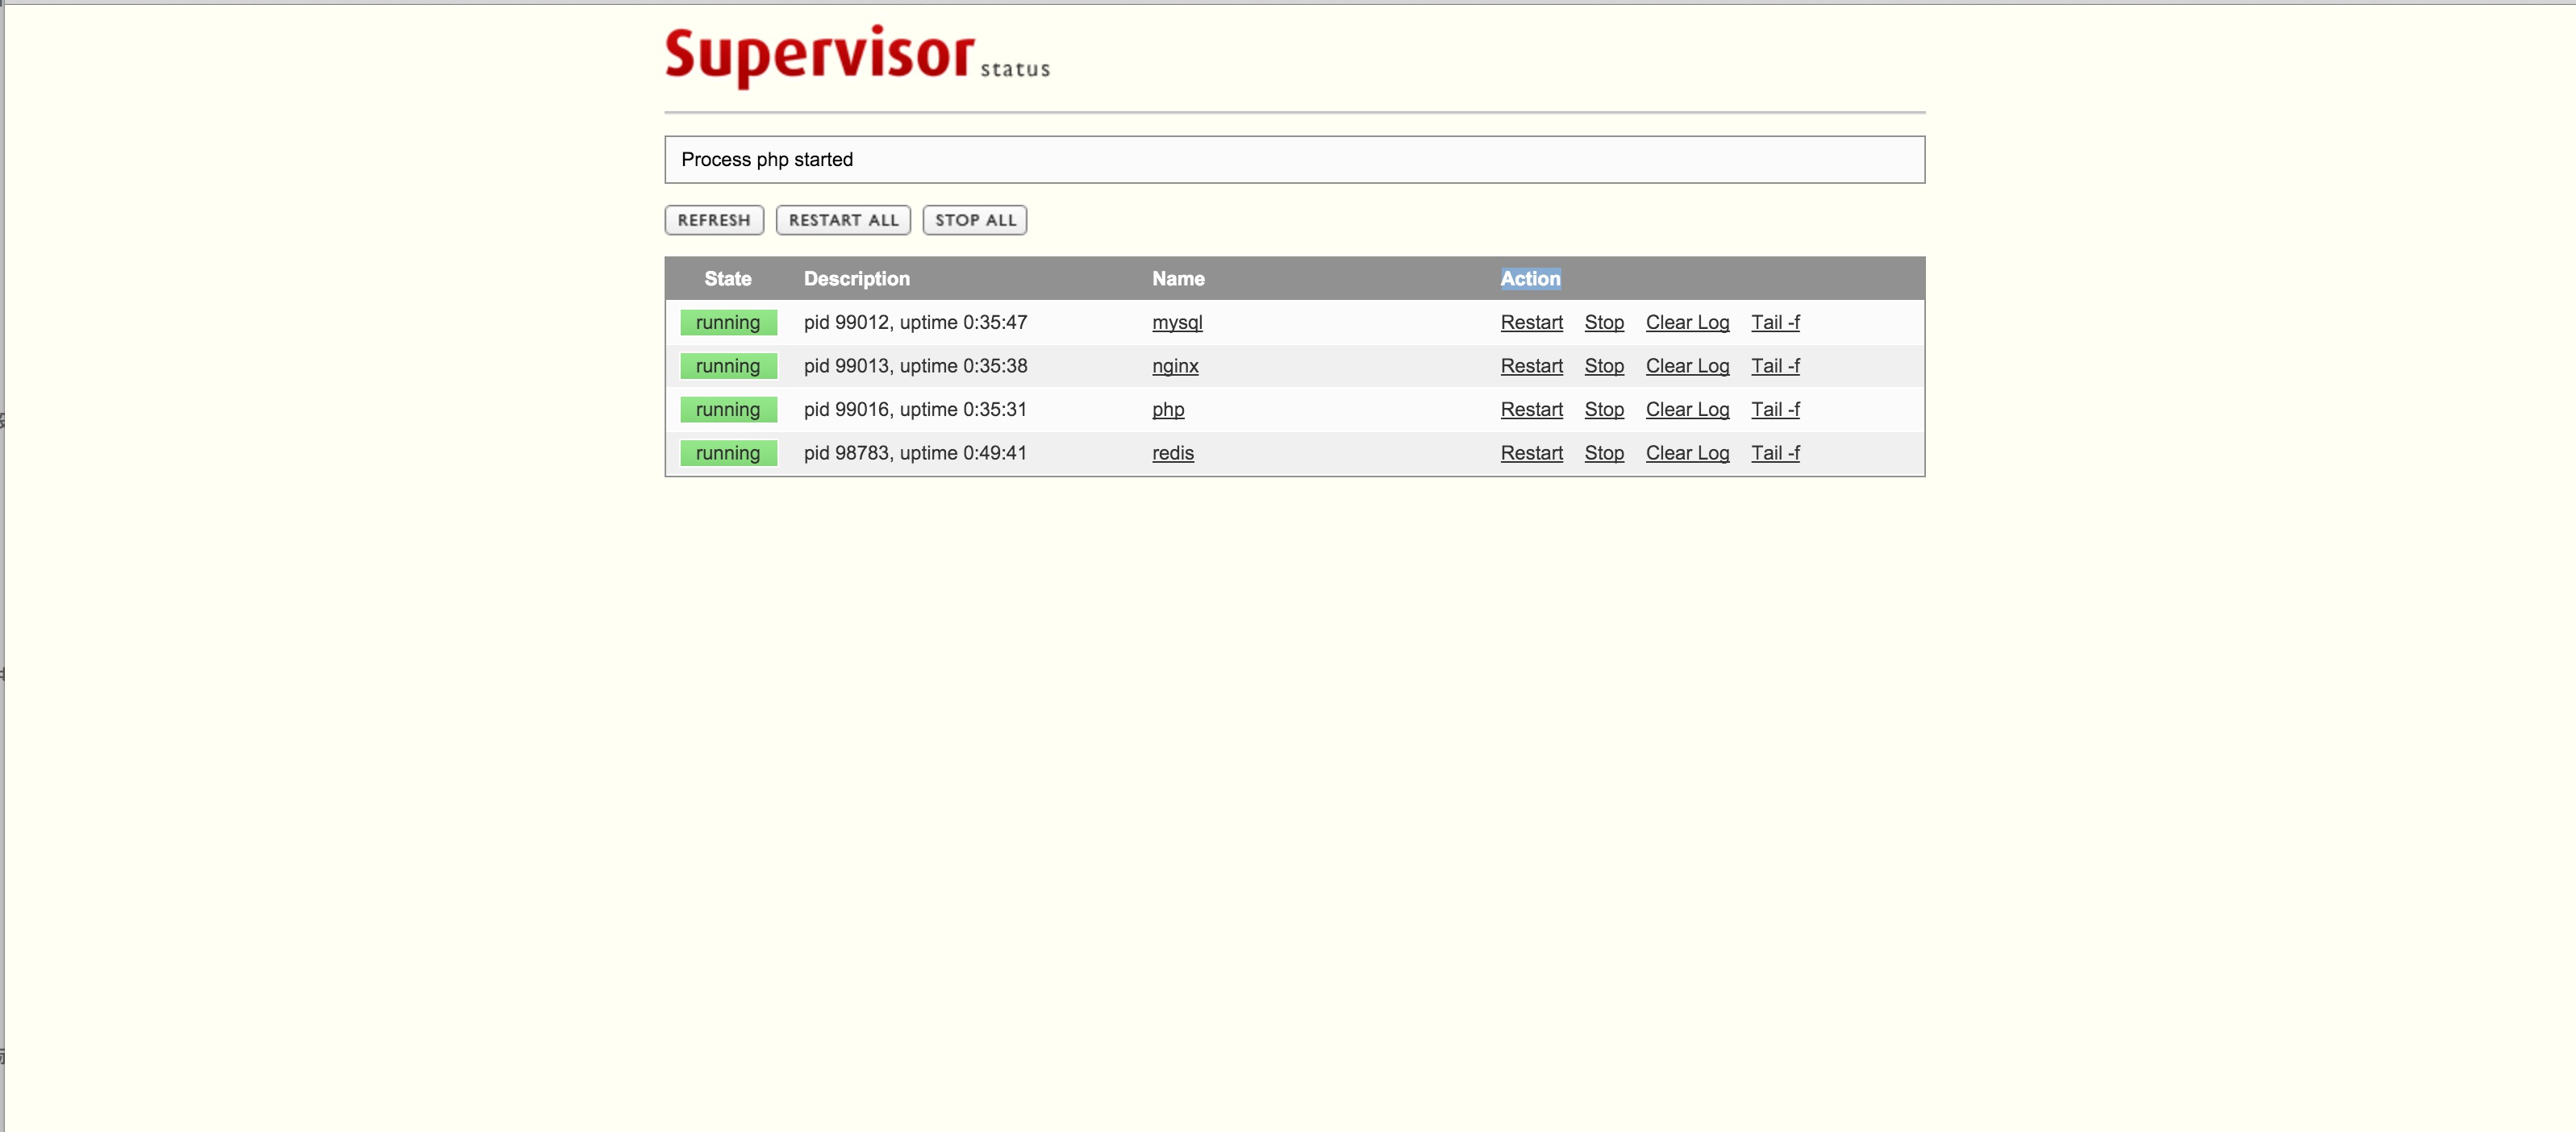 Supervisor status
Process php started
REFRESH RESTART ALL STOP ALL
State Description Name Action
running pid 99012, uptime 0:35:47 mysql Restart Stop Clear Log Tail -f
running pid 99013, uptime 0:35:38 nginx Restart Stop Clear Log Tail -f
running pid 99016, uptime 0:35:31 php Restart Stop Clear Log Tail -f
running pid 98783, uptime 0:49:41 redis Restart Stop Clear Log Tail -f